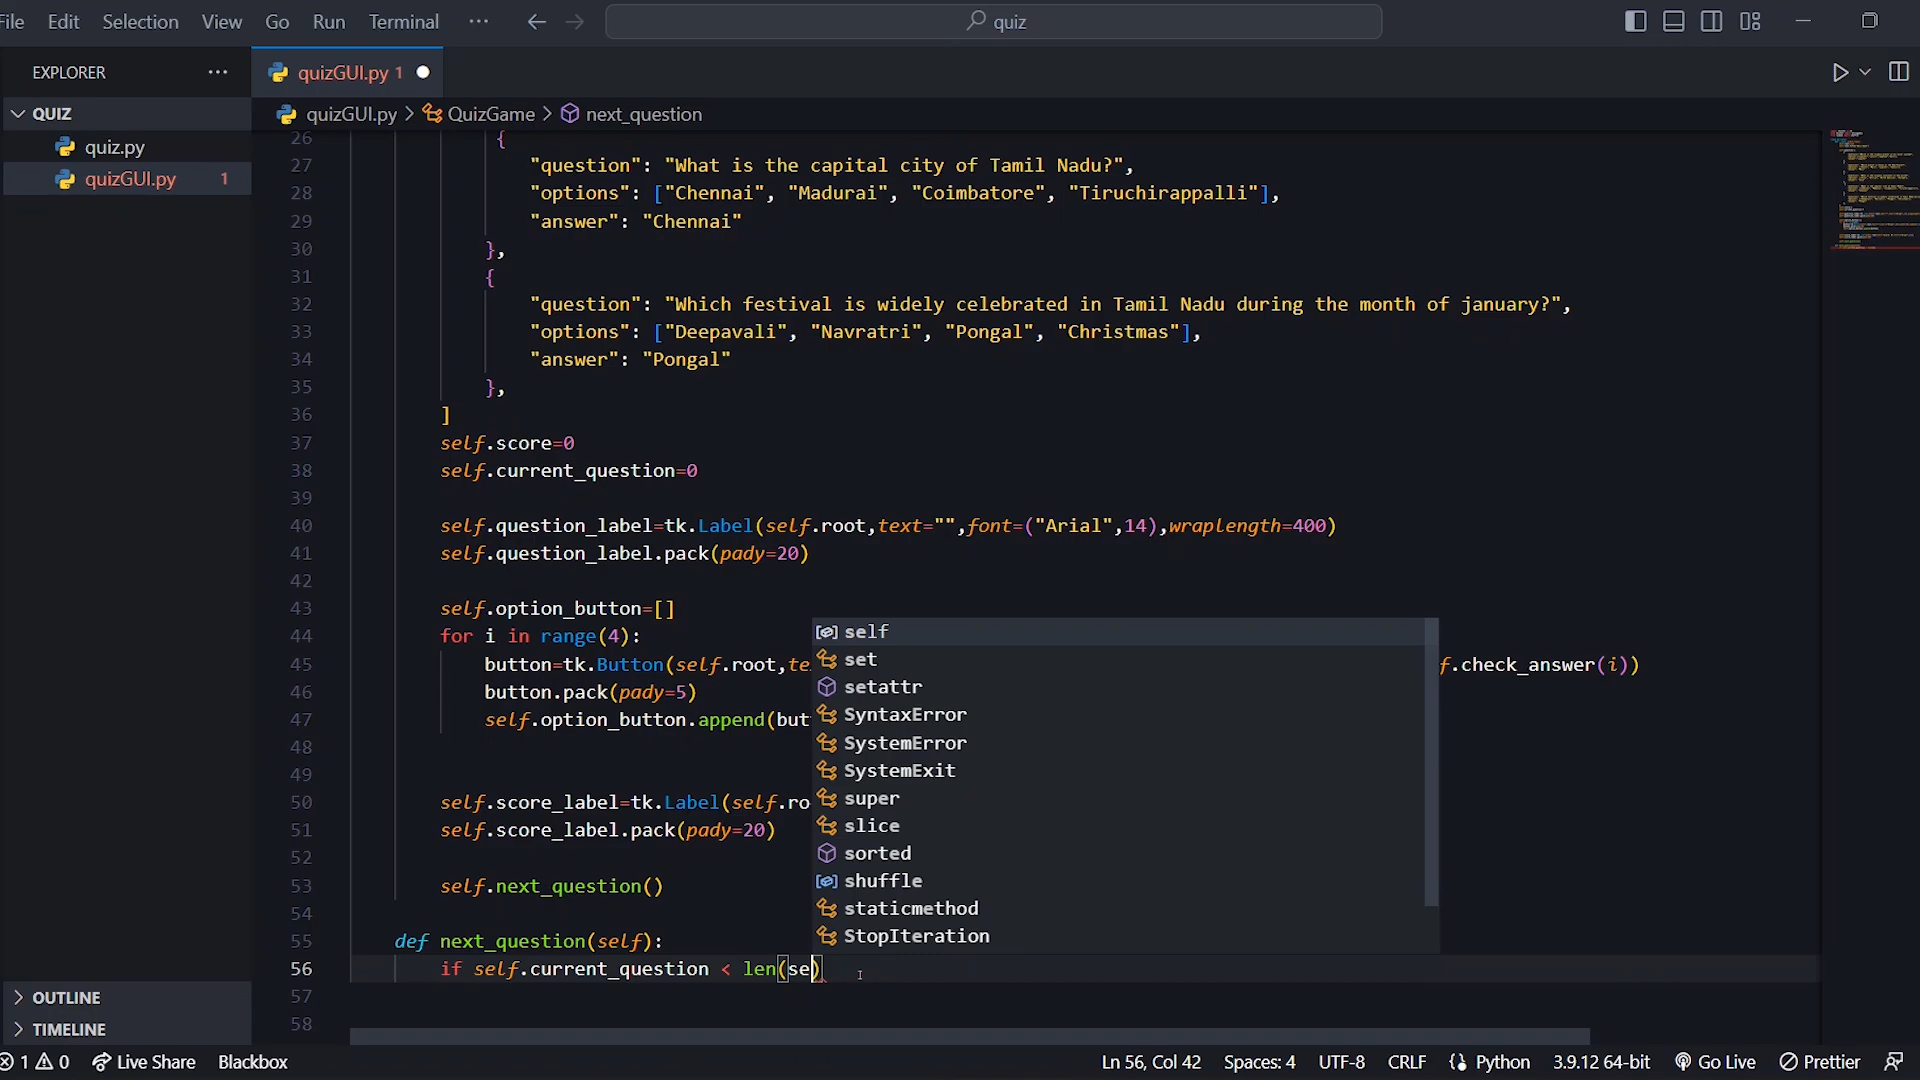 File Edit Selection View Go Run Terminal ··· quiz
EXPLORER ···
quizGUI.py 1
QUIZ
quizGUI.py > QuizGame > next_question
quiz.py
quizGUI.py 1
26 {
27 "question": "What is the capital city of Tamil Nadu?",
28 "options": ["Chennai", "Madurai", "Coimbatore", "Tiruchirappalli"],
29 "answer": "Chennai"
30 },
31 {
32 "question": "Which festival is widely celebrated in Tamil Nadu during the month of january?",
33 "options": ["Deepavali", "Navratri", "Pongal", "Christmas"],
34 "answer": "Pongal"
35 },
36 ]
37 self.score=0
38 self.current_question=0
39
40 self.question_label=tk.Label(self.root,text="",font=("Arial",14),wraplength=400)
41 self.question_label.pack(pady=20)
42
43 self.option_button=[]
44 for i in range(4):
45 button=tk.Button(self.root,te f.check_answer(i))
46 button.pack(pady=5)
47 self.option_button.append(but
48
49
50 self.score_label=tk.Label(self.ro
51 self.score_label.pack(pady=20)
52
53 self.next_question()
54
55 def next_question(self):
56 if self.current_question < len(se)
57
58
self
set
setattr
SyntaxError
SystemError
SystemExit
super
slice
sorted
shuffle
staticmethod
StopIteration
OUTLINE
TIMELINE
1 0 Live Share Blackbox Ln 56, Col 42 Spaces: 4 UTF-8 CRLF Python 3.9.12 64-bit Go Live Prettier